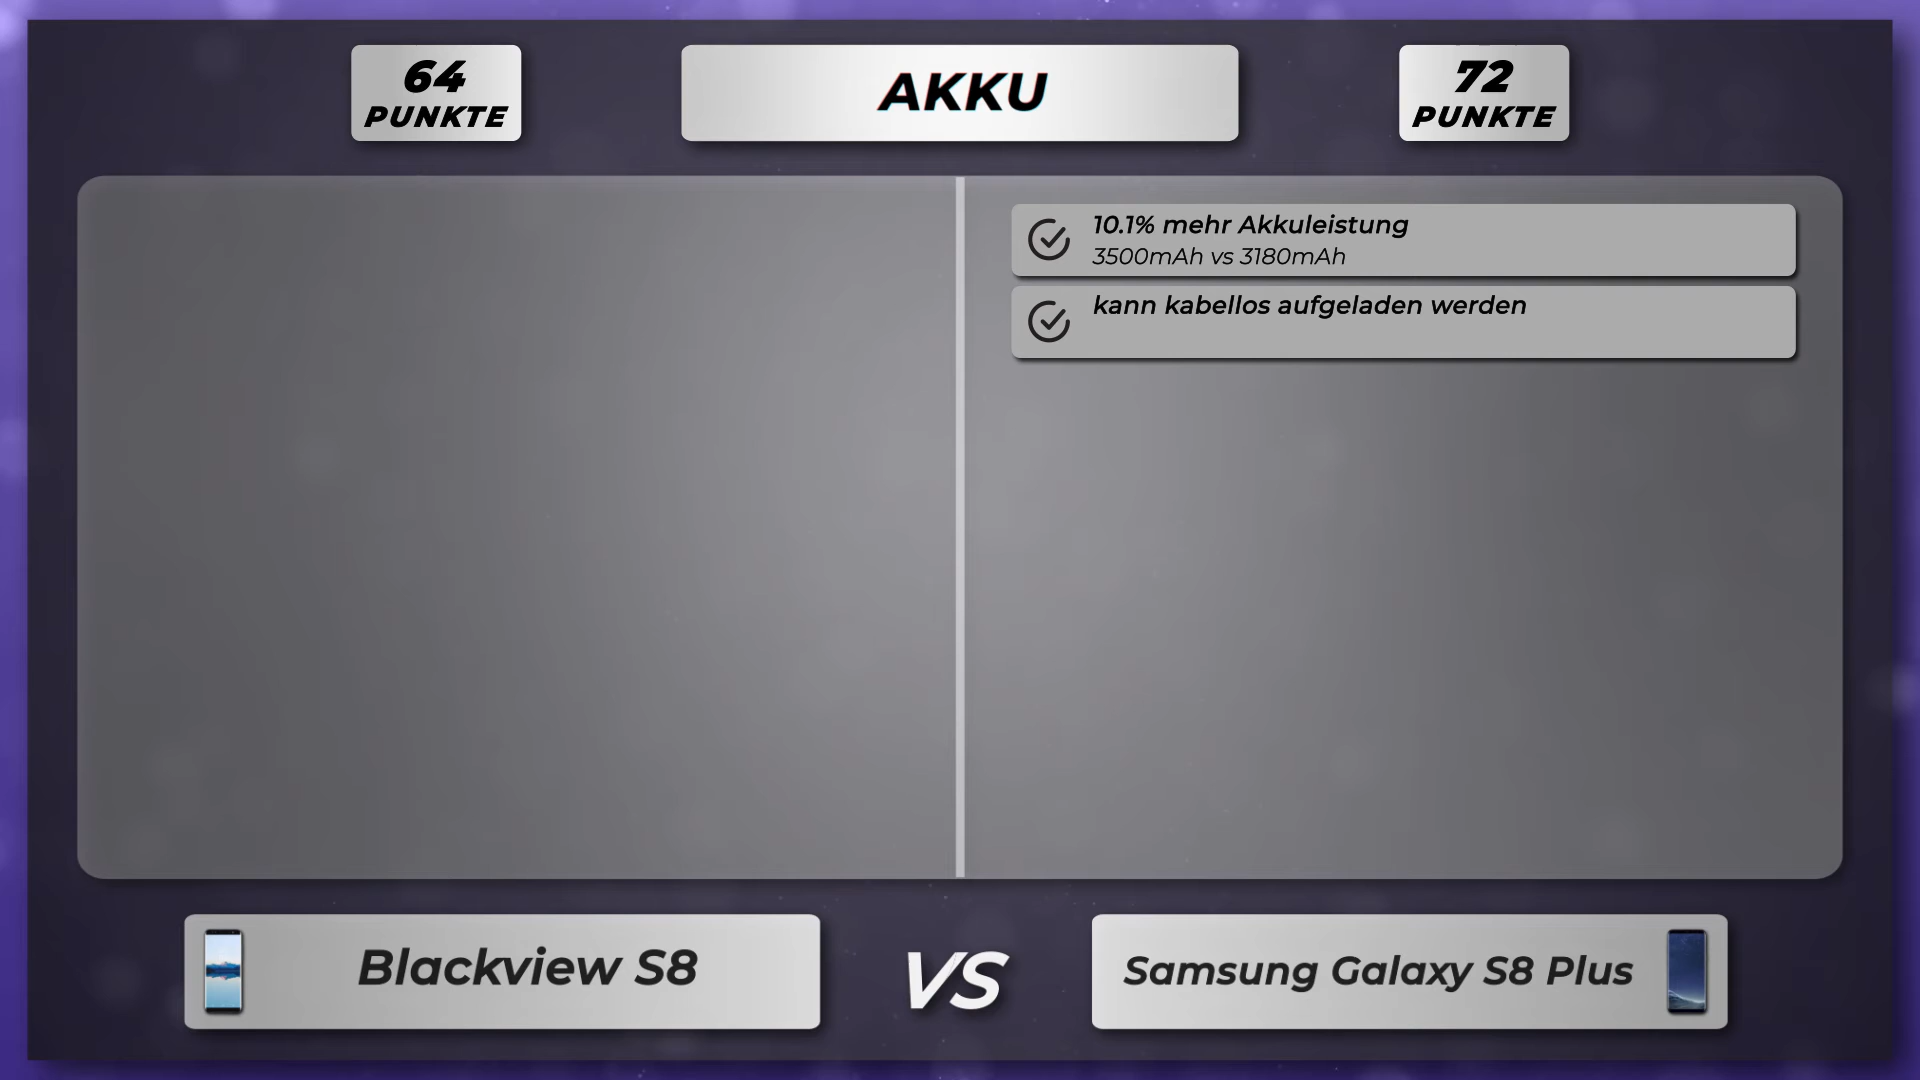 64
PUNKTE
AKKU
72
PUNKTE
10.1% mehr Akkuleistung
3500mAh vs 3180mAh
kann kabellos aufgeladen werden
Blackview S8
VS
Samsung Galaxy S8 Plus